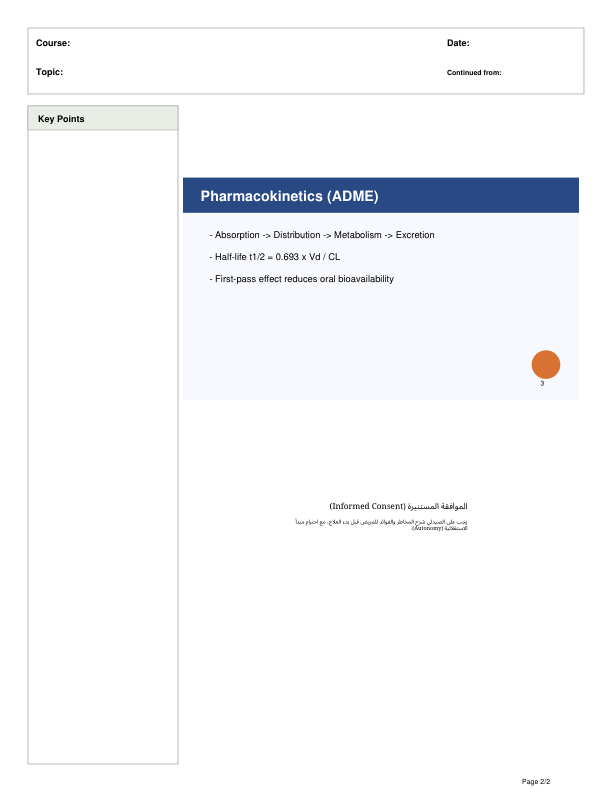 Course:
Date:
Topic:
Continued from:
Key Points
Pharmacokinetics (ADME)
- Absorption -> Distribution -> Metabolism -> Excretion
- Half-life t1/2 = 0.693 x Vd / CL
- First-pass effect reduces oral bioavailability
3
الموافقة المستنيرة (Informed Consent)
يجب على الصيدلي شرح المخاطر والفوائد للمريض قبل بدء العلاج، مع احترام مبدأ
الاستقلالية (Autonomy).
Page 2/2